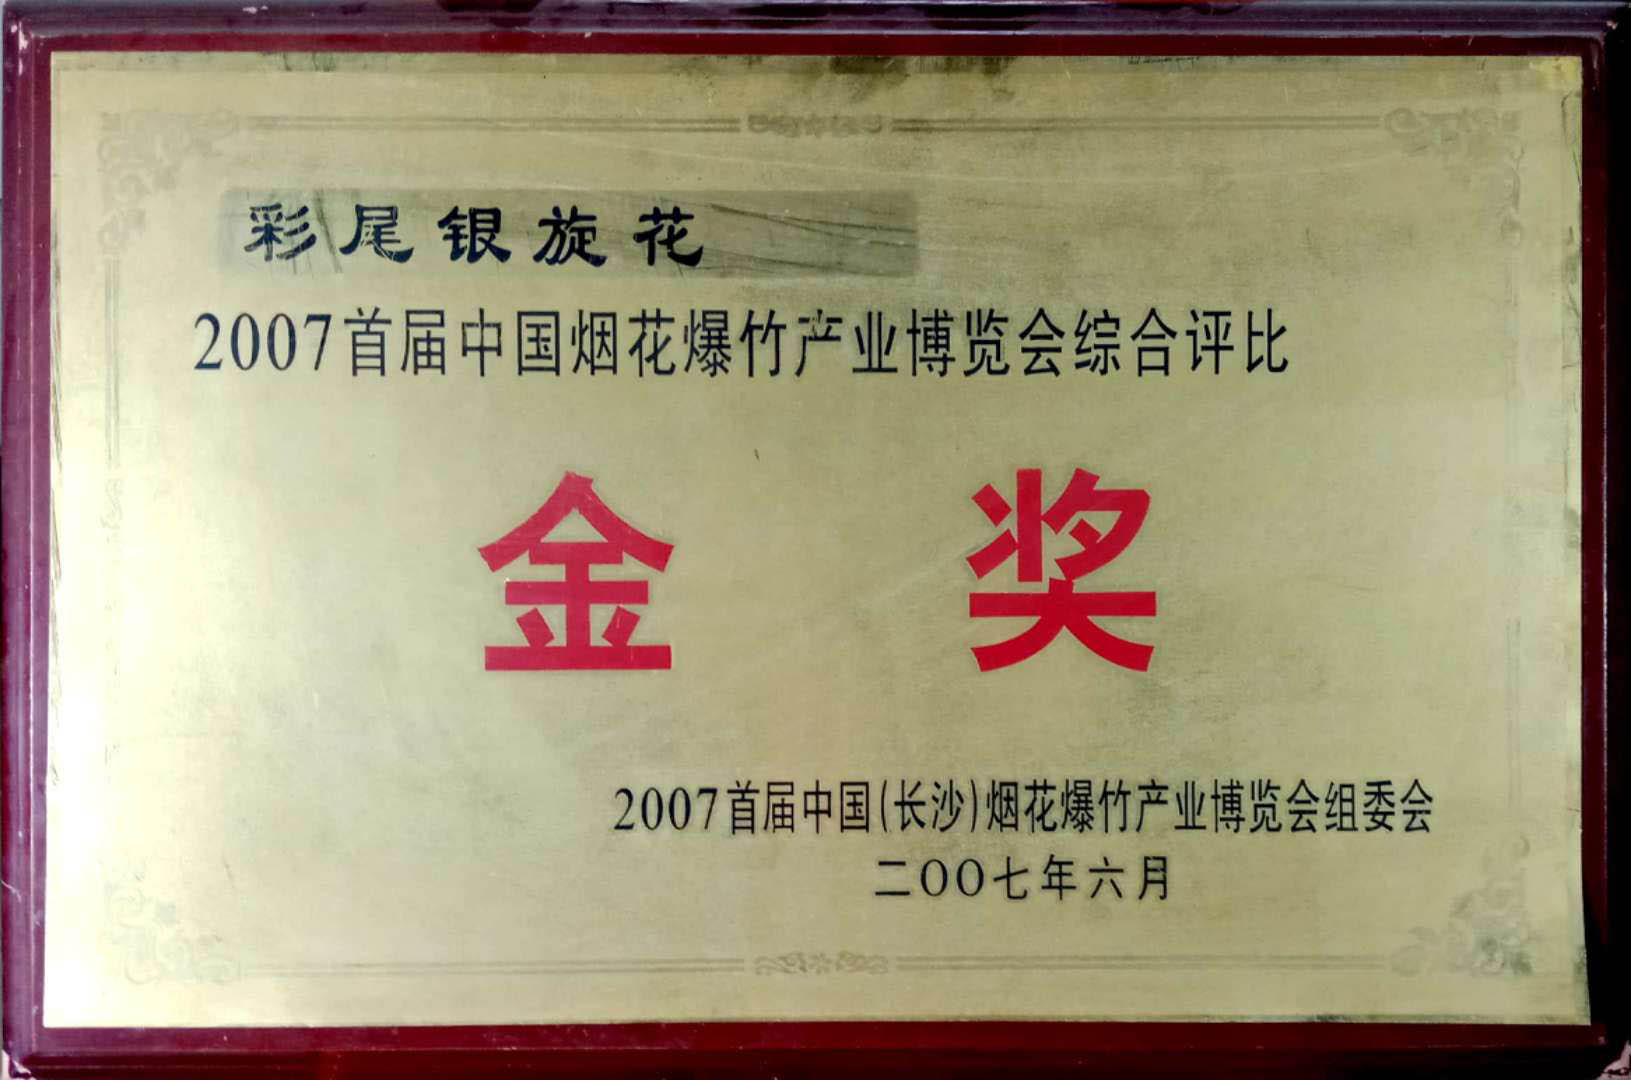 彩尾银旋花
2007首届中国烟花爆竹产业博览会综合评比
金奖
2007首届中国(长沙)烟花爆竹产业博览会组委会
二〇〇七年六月